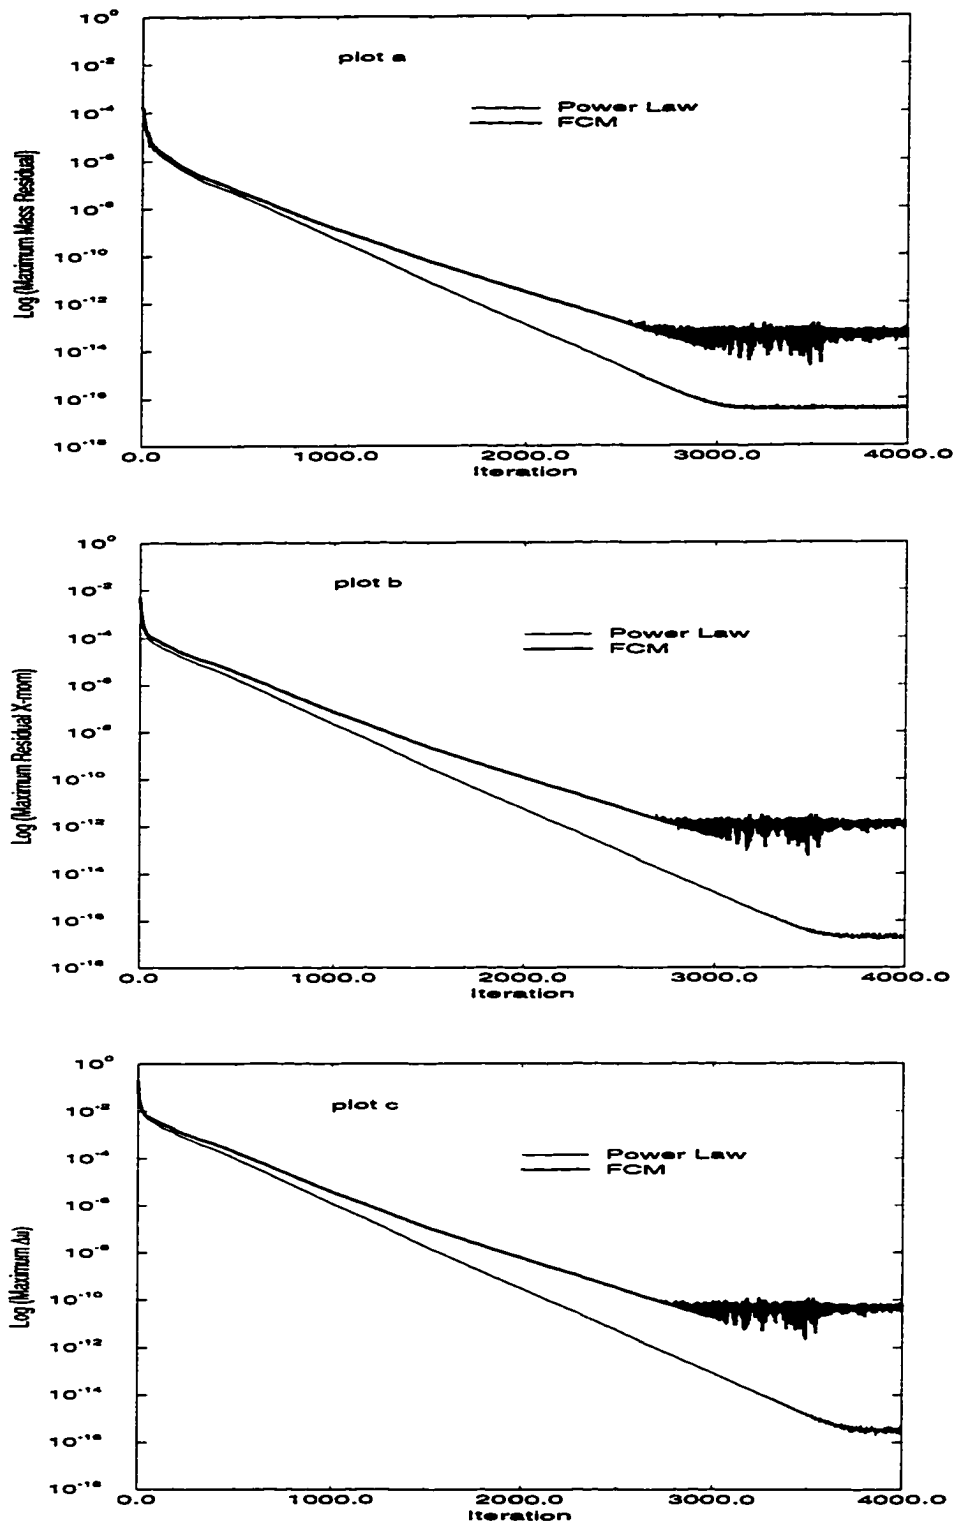 plot a
Power Law
FCM
Log (Maximum Mass Residual)
10⁰
10⁻²
10⁻⁴
10⁻⁶
10⁻⁸
10⁻¹⁰
10⁻¹²
10⁻¹⁴
10⁻¹⁶
10⁻¹⁸
0.0 1000.0 2000.0 3000.0 4000.0
Iteration
plot b
Power Law
FCM
Log (Maximum Residual X-mom)
10⁰
10⁻²
10⁻⁴
10⁻⁶
10⁻⁸
10⁻¹⁰
10⁻¹²
10⁻¹⁴
10⁻¹⁶
10⁻¹⁸
0.0 1000.0 2000.0 3000.0 4000.0
Iteration
plot c
Power Law
FCM
Log (Maximum Δu)
10⁰
10⁻²
10⁻⁴
10⁻⁶
10⁻⁸
10⁻¹⁰
10⁻¹²
10⁻¹⁴
10⁻¹⁶
10⁻¹⁸
0.0 1000.0 2000.0 3000.0 4000.0
Iteration